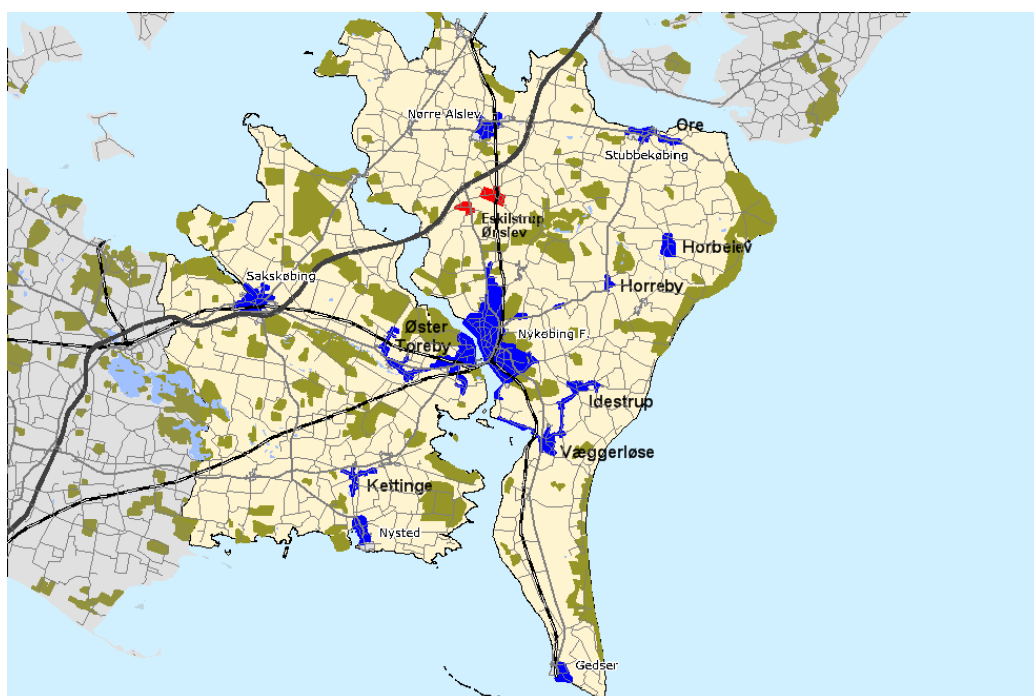 Nørre Alslev
Ore
Stubbekøbing
Eskilstrup
Ørslev
Horbelev
Sakskøbing
Horreby
Øster
Toreby
Nykøbing F.
Idestrup
Væggerløse
Kettinge
Nysted
Gedser